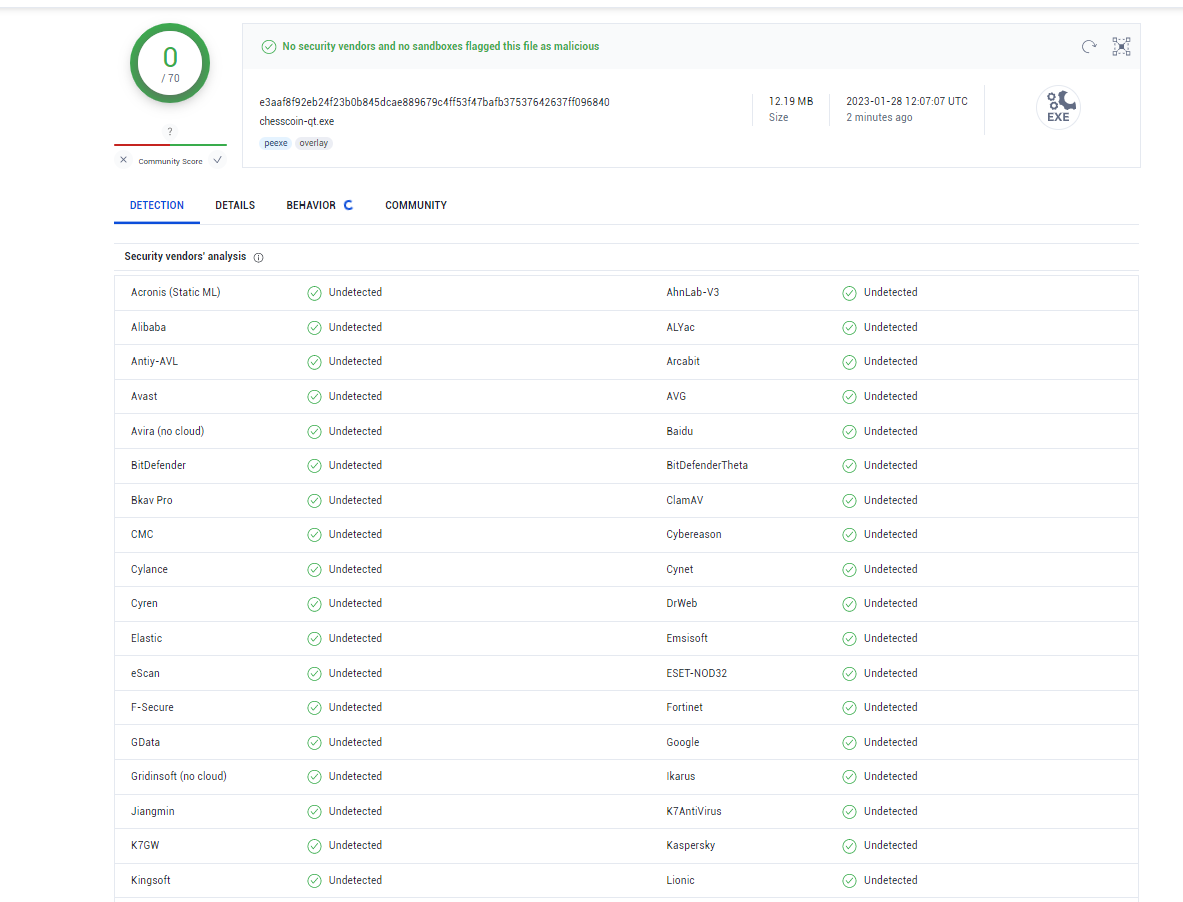 0
/ 70
?
Community Score
No security vendors and no sandboxes flagged this file as malicious
e3aaf8f92eb24f23b0b845dcae889679c4ff53f47bafb37537642637ff096840
chesscoin-qt.exe
peexe overlay
12.19 MB
Size
2023-01-28 12:07:07 UTC
2 minutes ago
EXE
DETECTION DETAILS BEHAVIOR COMMUNITY
Security vendors' analysis
Acronis (Static ML) Undetected AhnLab-V3 Undetected
Alibaba Undetected ALYac Undetected
Antiy-AVL Undetected Arcabit Undetected
Avast Undetected AVG Undetected
Avira (no cloud) Undetected Baidu Undetected
BitDefender Undetected BitDefenderTheta Undetected
Bkav Pro Undetected ClamAV Undetected
CMC Undetected Cybereason Undetected
Cylance Undetected Cynet Undetected
Cyren Undetected DrWeb Undetected
Elastic Undetected Emsisoft Undetected
eScan Undetected ESET-NOD32 Undetected
F-Secure Undetected Fortinet Undetected
GData Undetected Google Undetected
Gridinsoft (no cloud) Undetected Ikarus Undetected
Jiangmin Undetected K7AntiVirus Undetected
K7GW Undetected Kaspersky Undetected
Kingsoft Undetected Lionic Undetected